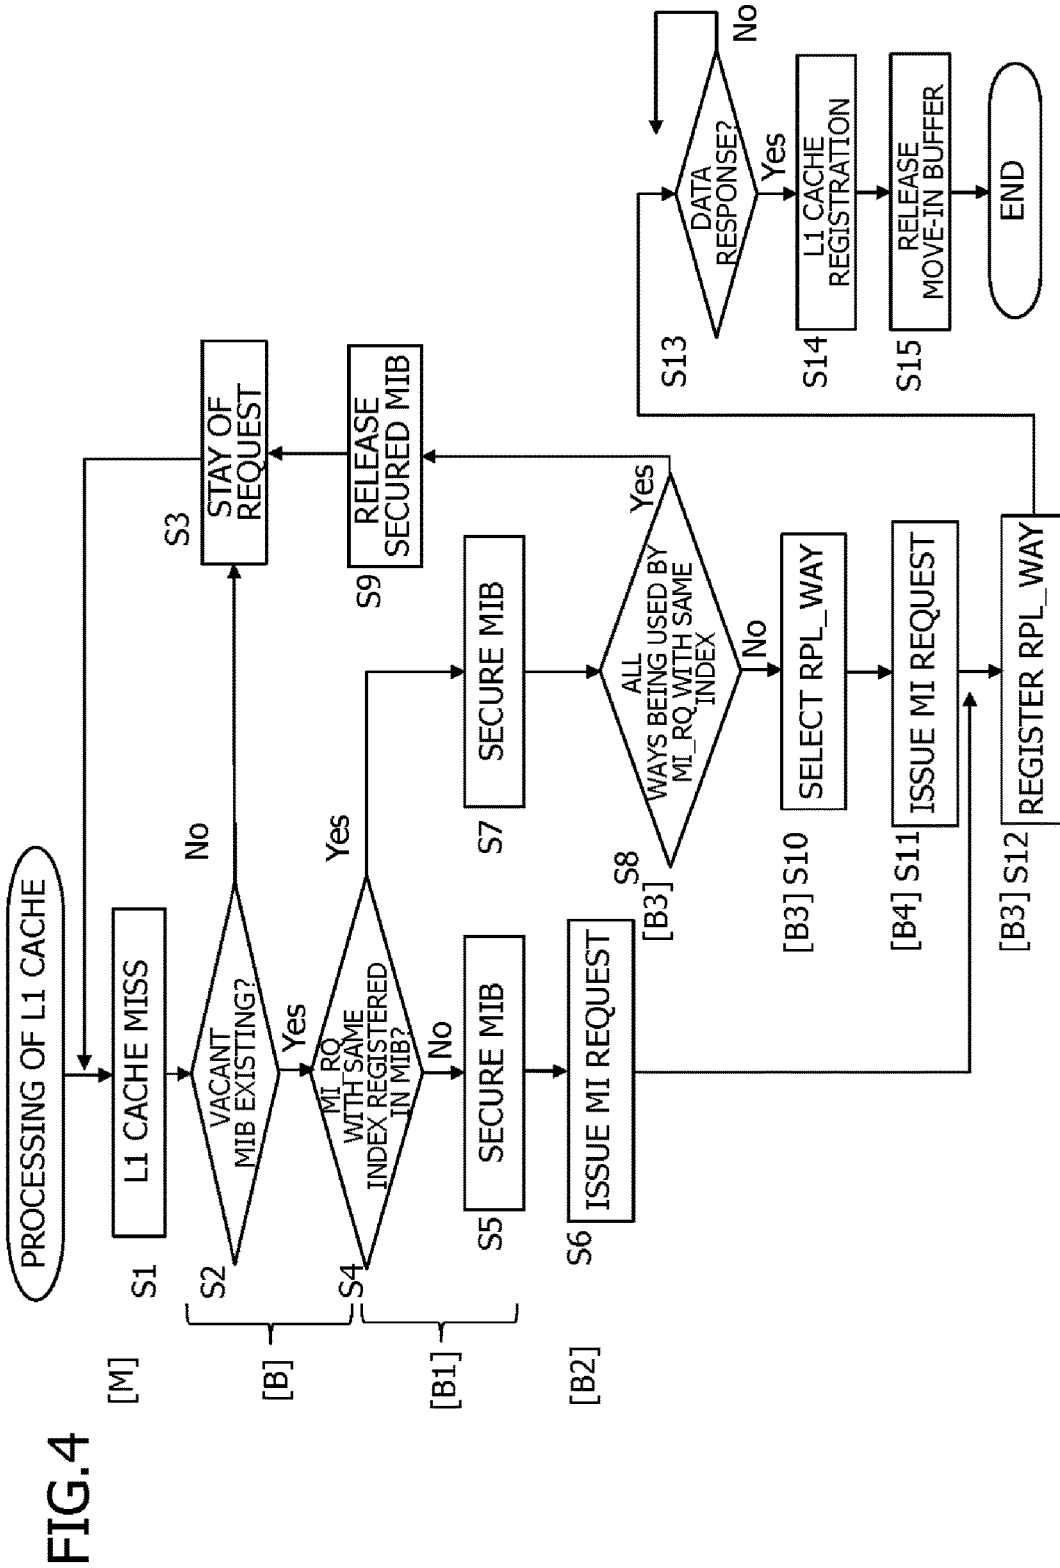 FIG.4
PROCESSING OF L1 CACHE
[M]
S1
L1 CACHE MISS
[B]
S2
VACANT
MIB EXISTING?
No
Yes
S3
STAY OF
REQUEST
S4
MI_RQ
WITH SAME
INDEX REGISTERED
IN MIB?
Yes
No
[B1]
S5
SECURE MIB
[B2]
S6
ISSUE MI REQUEST
S7
SECURE MIB
S8
[B3]
ALL
WAYS BEING USED BY
MI_RQ WITH SAME
INDEX
Yes
No
S9
RELEASE
SECURED MIB
[B3] S10
SELECT RPL_WAY
[B4] S11
ISSUE MI REQUEST
[B3] S12
REGISTER RPL_WAY
S13
DATA
RESPONSE?
No
Yes
S14
L1 CACHE
REGISTRATION
S15
RELEASE
MOVE-IN BUFFER
END